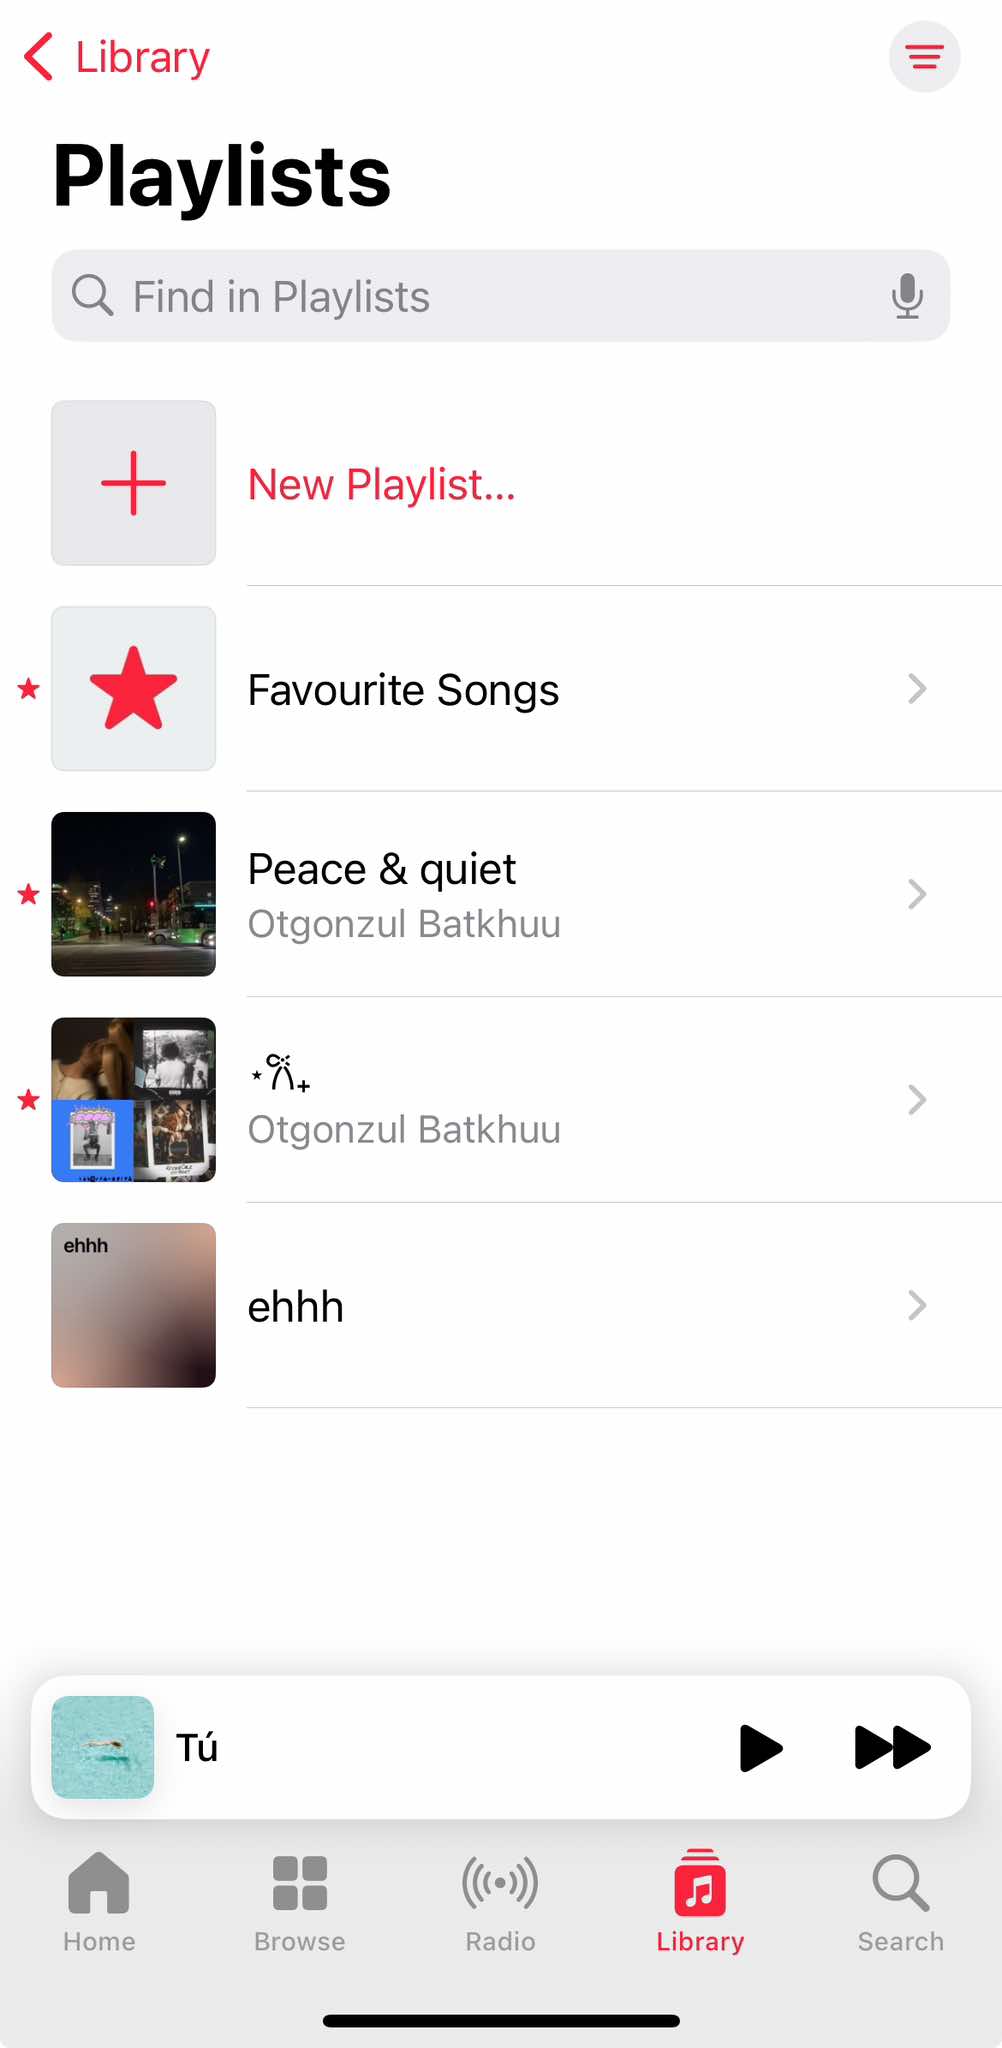 Library
Playlists
Find in Playlists
New Playlist...
Favourite Songs
Peace & quiet
Otgonzul Batkhuu
Otgonzul Batkhuu
ehhh
ehhh
Tú
Home
Browse
Radio
Library
Search